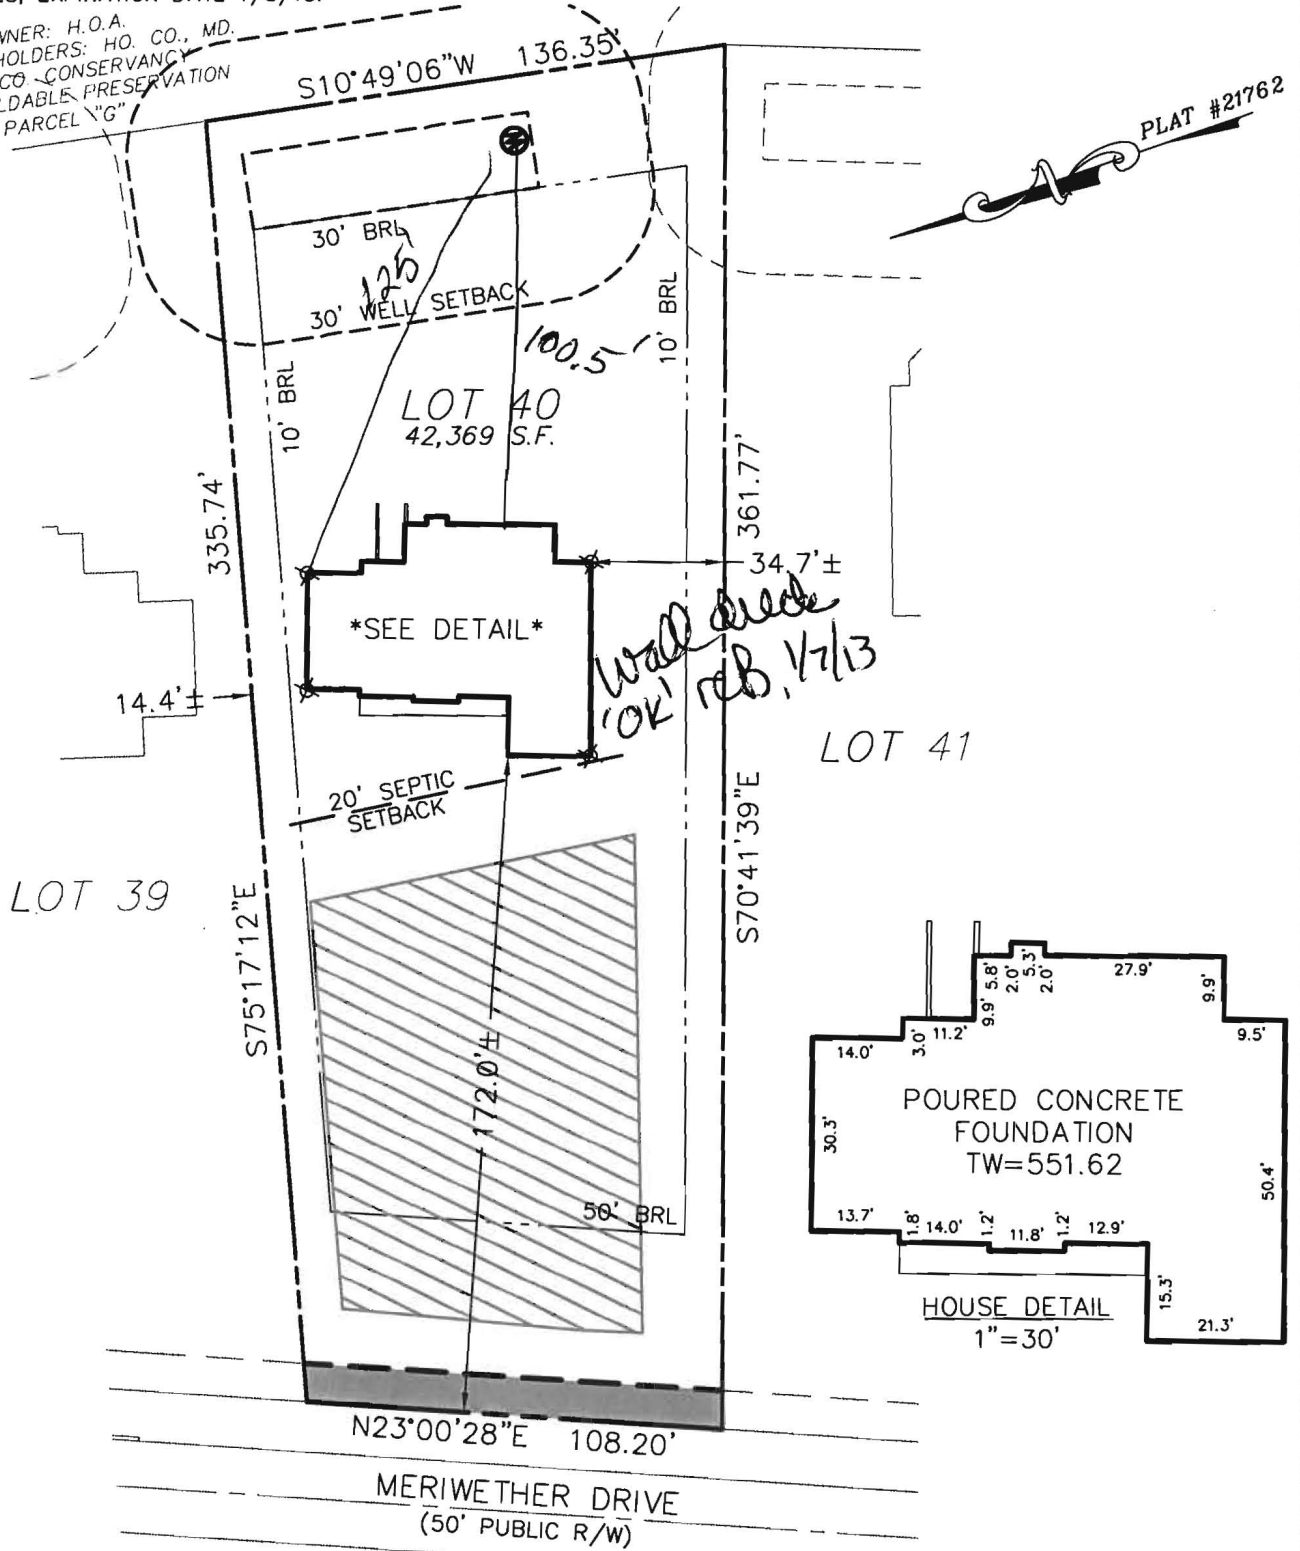 WNER: H.O.A.
HOLDERS: HO. CO., MD.
CO. CONSERVANCY
LDABLE PRESERVATION
PARCEL "G"
S10°49'06"W 136.35'
PLAT #21762
N
30' BRL
125
30' WELL SETBACK
100.5'
10' BRL
10' BRL
LOT 40
42,369 S.F.
335.74'
361.77'
34.7'±
*SEE DETAIL*
14.4'±
'OK' 1/7/13
LOT 41
20' SEPTIC
SETBACK
LOT 39
S75°17'12"E
S70°41'39"E
172.0'±
50' BRL
5.8'
2.0'
5.3'
2.0'
27.9'
9.9'
9.9'
14.0'
3.0'
11.2'
9.5'
POURED CONCRETE
FOUNDATION
TW=551.62
30.3'
50.4'
13.7'
1.8'
14.0'
1.2'
11.8'
1.2'
12.9'
15.3'
21.3'
HOUSE DETAIL
1"=30'
N23°00'28"E 108.20'
MERIWETHER DRIVE
(50' PUBLIC R/W)